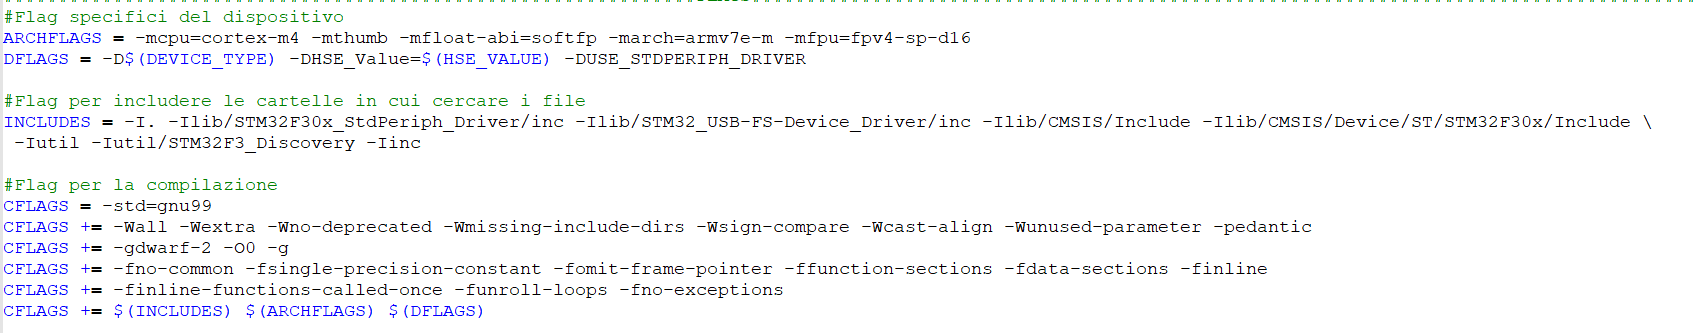 #Flag specifici del dispositivo
ARCHFLAGS = -mcpu=cortex-m4 -mthumb -mfloat-abi=softfp -march=armv7e-m -mfpu=fpv4-sp-d16
DFLAGS = -D$(DEVICE_TYPE) -DHSE_Value=$(HSE_VALUE) -DUSE_STDPERIPH_DRIVER
#Flag per includere le cartelle in cui cercare i file
INCLUDES = -I. -Ilib/STM32F30x_StdPeriph_Driver/inc -Ilib/STM32_USB-FS-Device_Driver/inc -Ilib/CMSIS/Include -Ilib/CMSIS/Device/ST/STM32F30x/Include \
-Iutil -Iutil/STM32F3_Discovery -Iinc
#Flag per la compilazione
CFLAGS = -std=gnu99
CFLAGS += -Wall -Wextra -Wno-deprecated -Wmissing-include-dirs -Wsign-compare -Wcast-align -Wunused-parameter -pedantic
CFLAGS += -gdwarf-2 -O0 -g
CFLAGS += -fno-common -fsingle-precision-constant -fomit-frame-pointer -ffunction-sections -fdata-sections -finline
CFLAGS += -finline-functions-called-once -funroll-loops -fno-exceptions
CFLAGS += $(INCLUDES) $(ARCHFLAGS) $(DFLAGS)